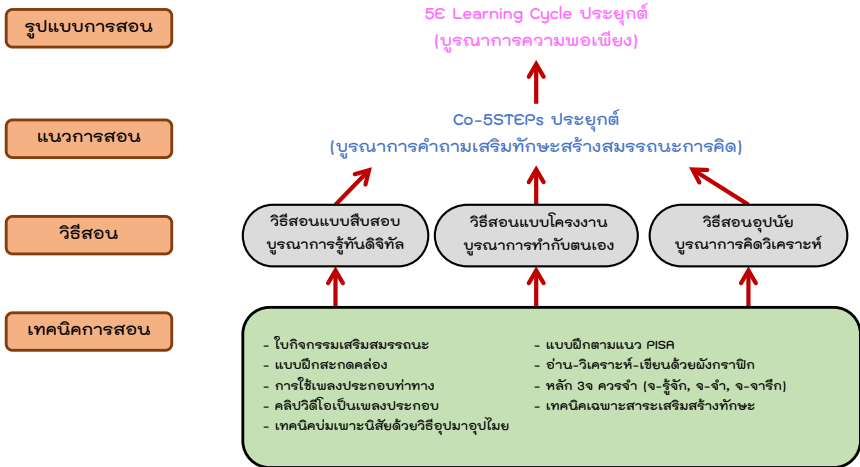 รูปแบบการสอน
5E Learning Cycle ประยุกต์
(บูรณาการความพอเพียง)
แนวการสอน
Co-5STEPs ประยุกต์
(บูรณาการคำถามเสริมทักษะสร้างสมรรถนะการคิด)
วิธีสอน
วิธีสอนแบบสืบสอบ
บูรณาการรู้ทันดิจิทัล
วิธีสอนแบบโครงงาน
บูรณาการกำกับตนเอง
วิธีสอนอุปนัย
บูรณาการคิดวิเคราะห์
เทคนิคการสอน
- ใบกิจกรรมเสริมสมรรถนะ
- แบบฝึกสะกดคล่อง
- การใช้เพลงประกอบท่าทาง
- คลิปวิดีโอเป็นเพลงประกอบ
- เทคนิคบ่มเพาะนิสัยด้วยวิธีอุปมาอุปไมย
- แบบฝึกตามแนว PISA
- อ่าน-วิเคราะห์-เขียนด้วยผังกราฟิก
- หลัก 3จ ควรจำ (จ-รู้จัก, จ-จำ, จ-จารึก)
- เทคนิคเฉพาะสาระเสริมสร้างทักษะ